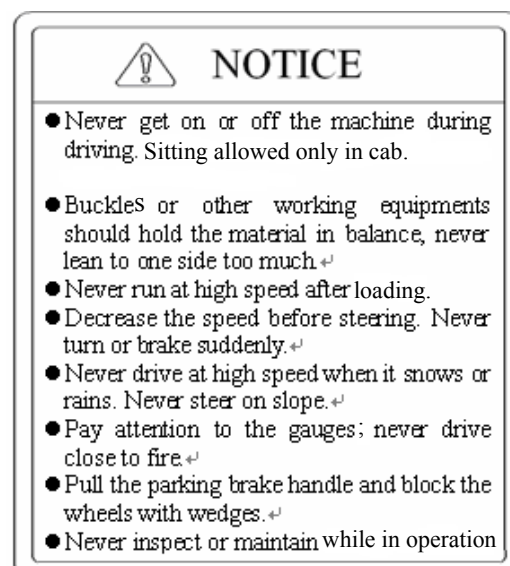 NOTICE
●Never get on or off the machine during
driving. Sitting allowed only in cab.
●Buckles or other working equipments
should hold the material in balance, never
lean to one side too much↵
●Never run at high speed after loading.
●Decrease the speed before steering. Never
turn or brake suddenly.↵
●Never drive at high speed when it snows or
rains. Never steer on slope.↵
●Pay attention to the gauges; never drive
close to fire↵
●Pull the parking brake handle and block the
wheels with wedges.↵
●Never inspect or maintain while in operation